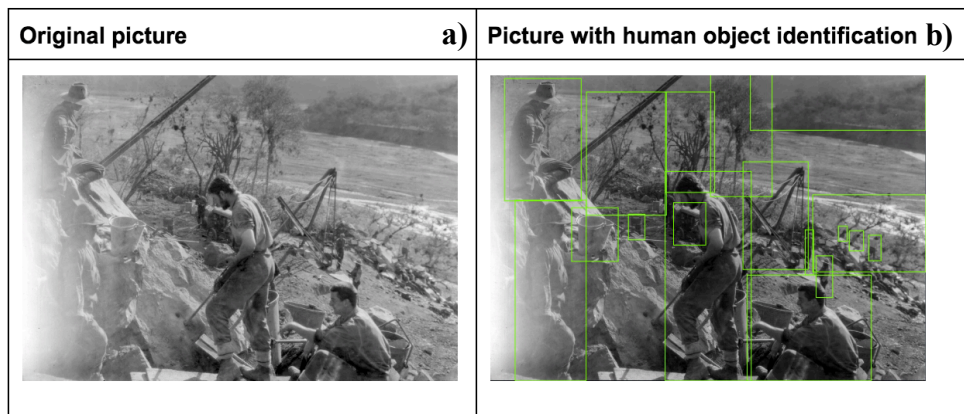 Original picture a)
Picture with human object identification b)